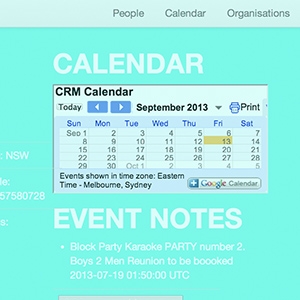 People Calendar Organisations
CALENDAR
CRM Calendar
Today September 2013 Print
Sun Mon Tue Wed Thu Fri Sat
Sep 1 2 3 4 5 6 7
8 9 10 11 12 13 14
15 16 17 18 19 20 21
22 23 24 25 26 27 28
29 30 Oct 1 2 3 4 5
Events shown in time zone: Eastern
Time - Melbourne, Sydney
Google Calendar
: NSW
le:
57580728
s:
EVENT NOTES
Block Party Karaoke PARTY number 2.
Boys 2 Men Reunion to be boooked
2013-07-19 01:50:00 UTC